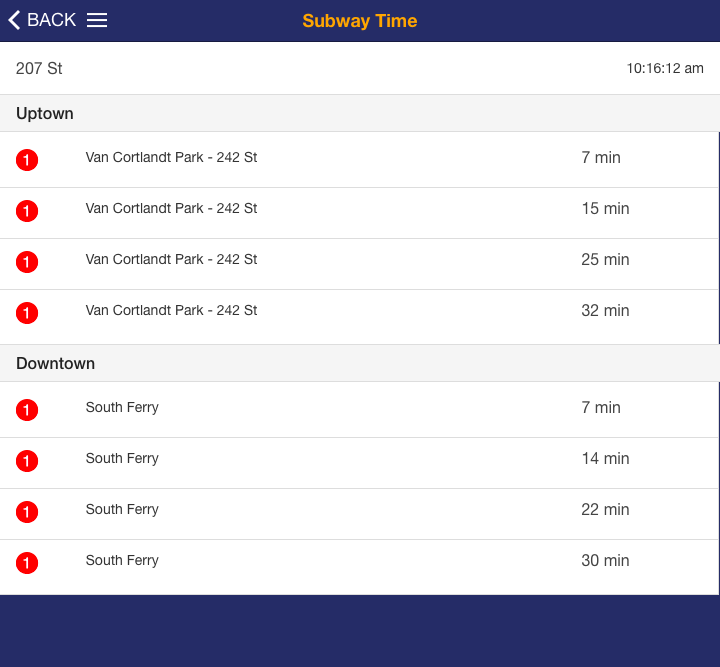 BACK Subway Time
207 St 10:16:12 am
Uptown
1 Van Cortlandt Park - 242 St 7 min
1 Van Cortlandt Park - 242 St 15 min
1 Van Cortlandt Park - 242 St 25 min
1 Van Cortlandt Park - 242 St 32 min
Downtown
1 South Ferry 7 min
1 South Ferry 14 min
1 South Ferry 22 min
1 South Ferry 30 min